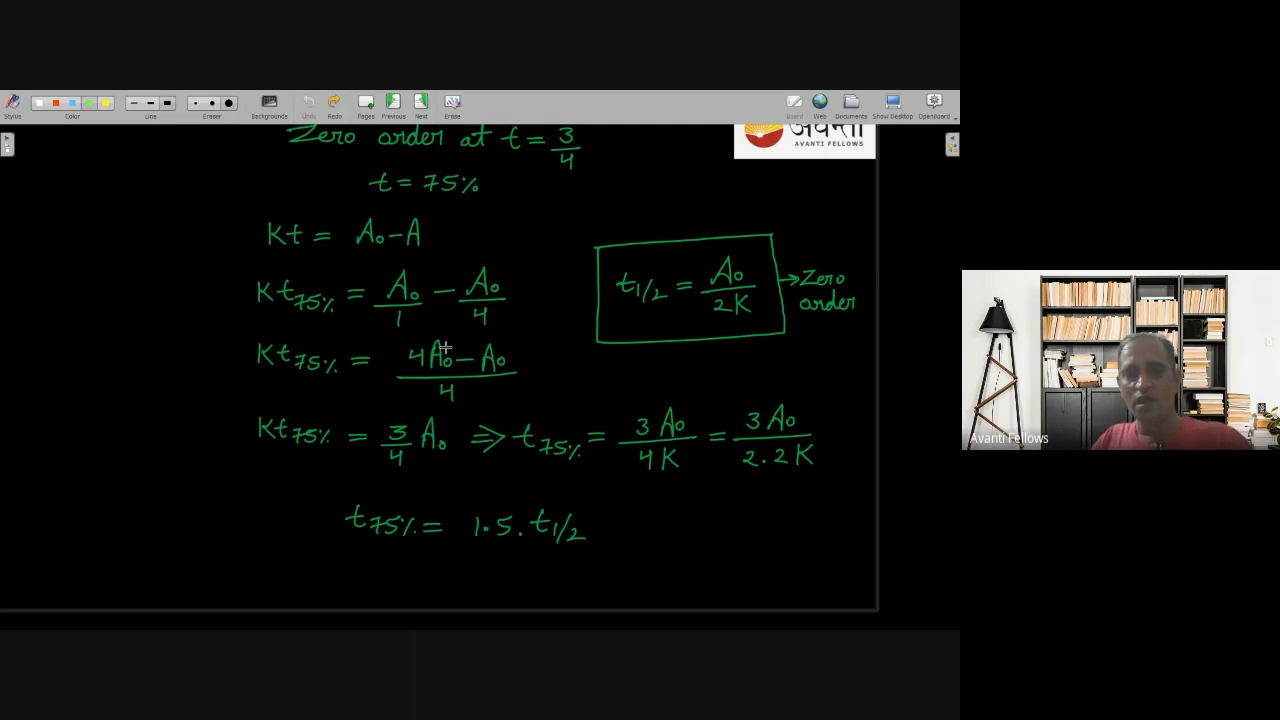 Stylus Color Line Eraser Backgrounds Undo Redo Pages Previous Next Erase Board Web Documents Show Desktop OpenBoard
Zero order at t = 3/4
अवन्ती
AVANTI FELLOWS
t = 75%
Kt = A₀ - A
Kt75% = A₀/1 - A₀/4
t1/2 = A₀/2K → Zero order
Kt75% = (4A₀ - A₀)/4
Kt75% = 3/4 A₀ ⇒ t75% = 3A₀/4K = 3A₀/2.2K
t75% = 1.5. t1/2
Avanti Fellows